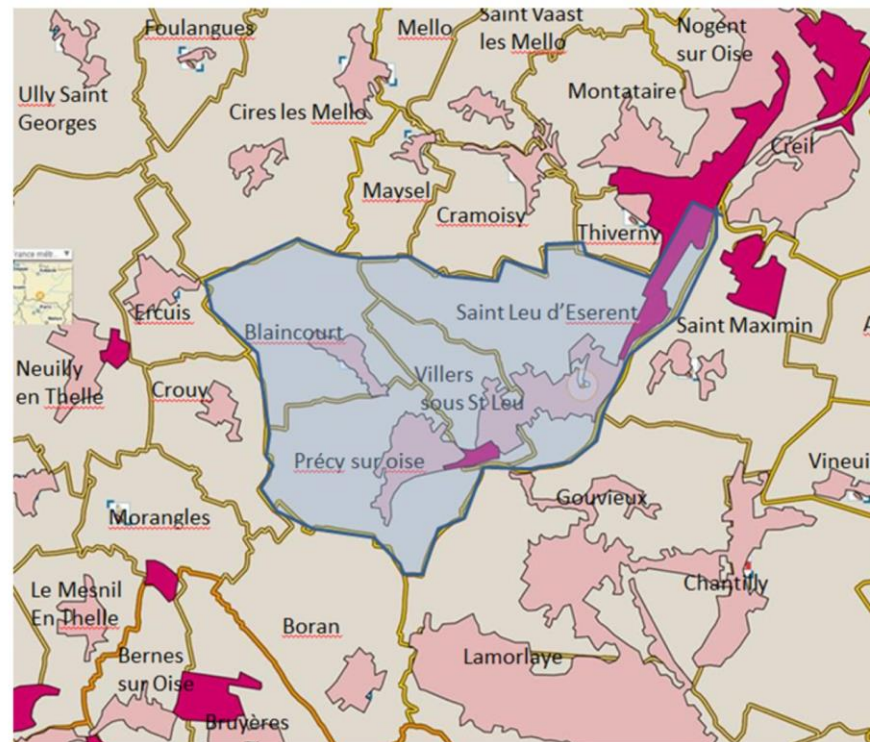 Foulangues
Mello
Saint Vaast
les Mello
Nogent
sur Oise
Ully Saint
Georges
Cires les Mello
Montataire
Creil
Maysel
Cramoisy
Thiverny
Ercuis
Blaincourt
Saint Leu d'Eserent
Saint Maximin
Neuilly
en Thelle
Crouy
Villers
sous St Leu
Précy sur oise
Gouvieux
Vineui
Morangles
Chantilly
Le Mesnil
En Thelle
Boran
Lamorlaye
Bernes
sur Oise
Bruyères